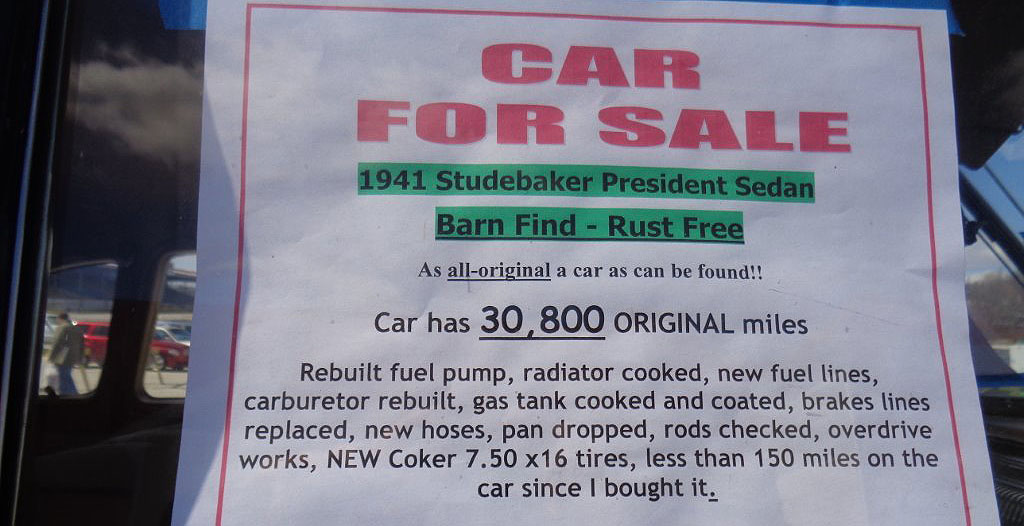 CAR
FOR SALE
1941 Studebaker President Sedan
Barn Find - Rust Free
As all-original a car as can be found!!
Car has 30,800 ORIGINAL miles
Rebuilt fuel pump, radiator cooked, new fuel lines,
carburetor rebuilt, gas tank cooked and coated, brakes lines
replaced, new hoses, pan dropped, rods checked, overdrive
works, NEW Coker 7.50 x16 tires, less than 150 miles on the
car since I bought it.